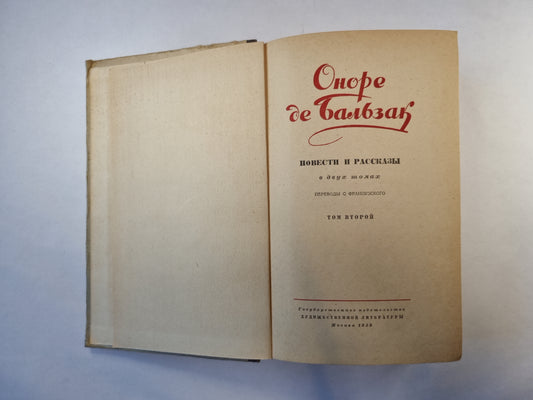 Оноре
де Бальзак
ПОВЕСТИ И РАССКАЗЫ
в двух томах
ПЕРЕВОДЫ С ФРАНЦУЗСКОГО
ТОМ ВТОРОЙ
Государственное издательство
ХУДОЖЕСТВЕННОЙ ЛИТЕРАТУРЫ
Москва